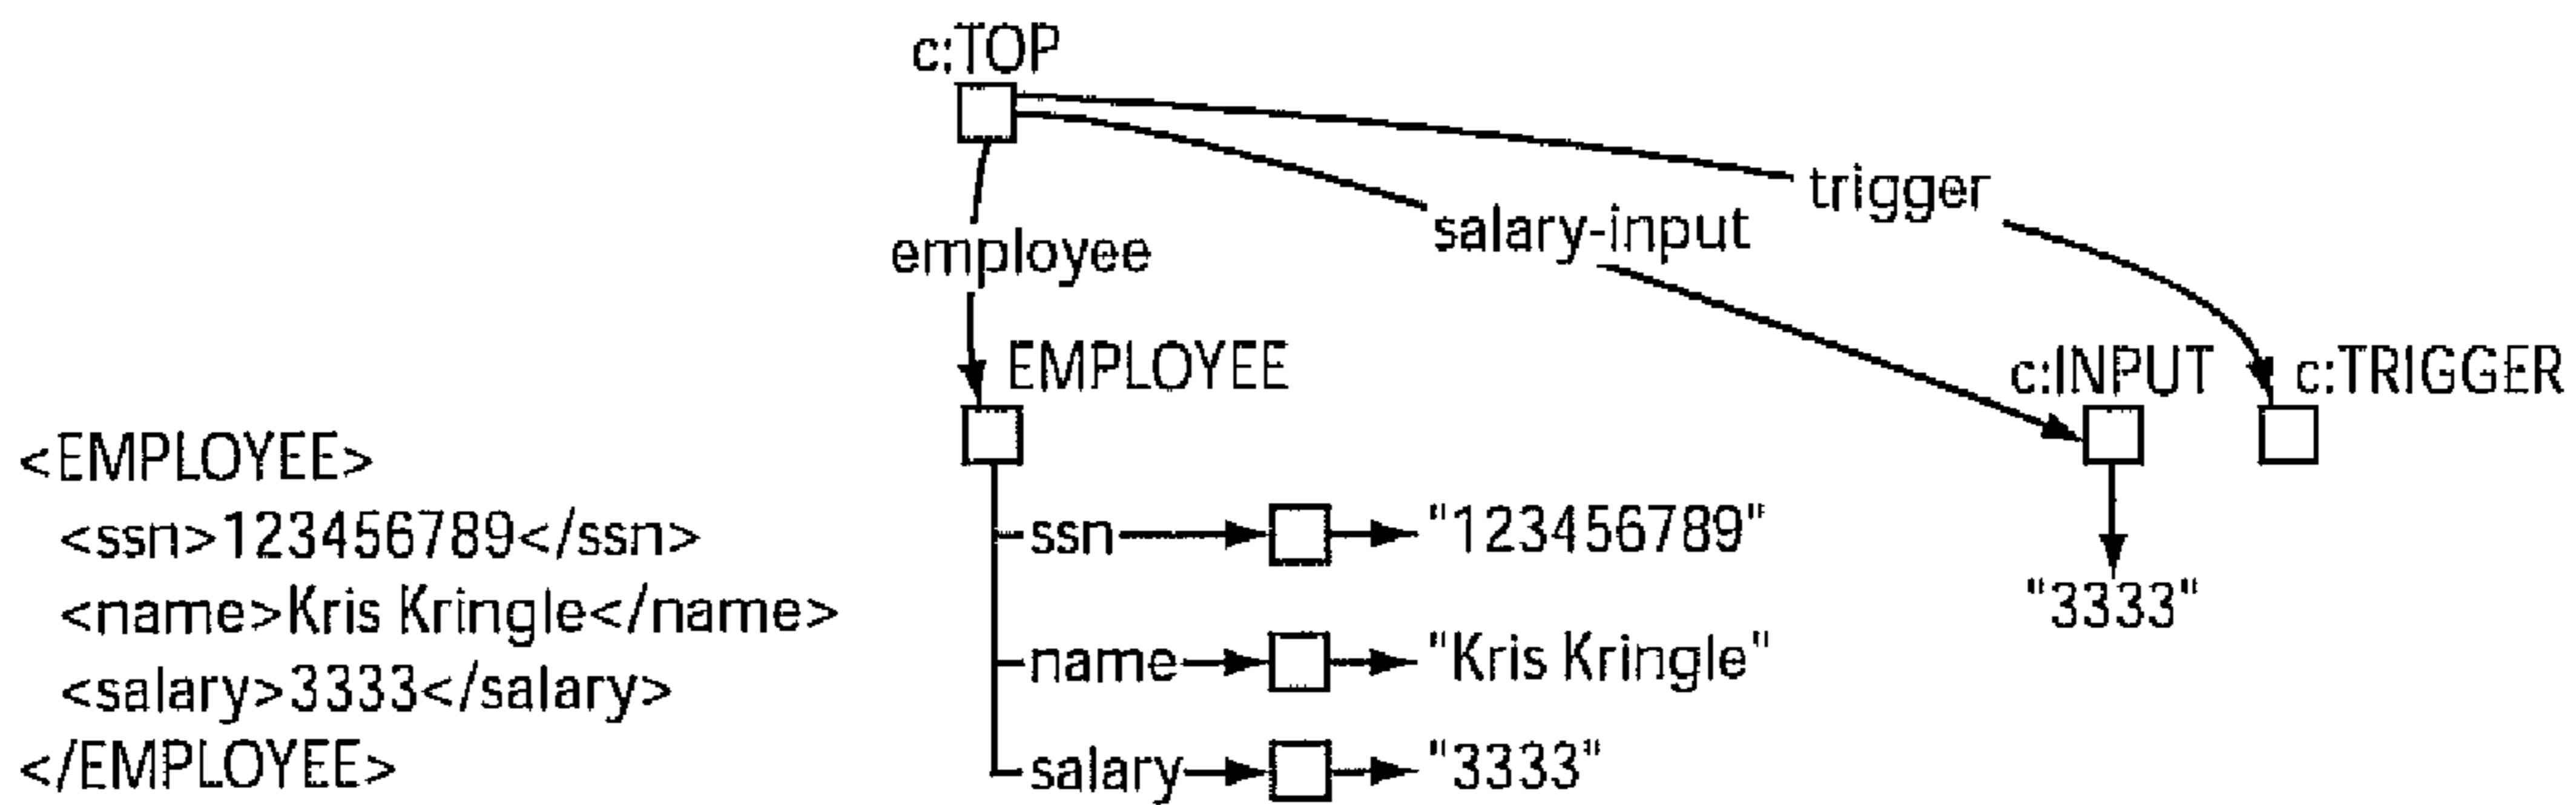 c:TOP
trigger
salary-input
employee
EMPLOYEE
c:INPUT
c:TRIGGER
"3333"
<EMPLOYEE>
<ssn>123456789</ssn>
<name>Kris Kringle</name>
<salary>3333</salary>
</EMPLOYEE>
ssn "123456789"
name "Kris Kringle"
salary "3333"